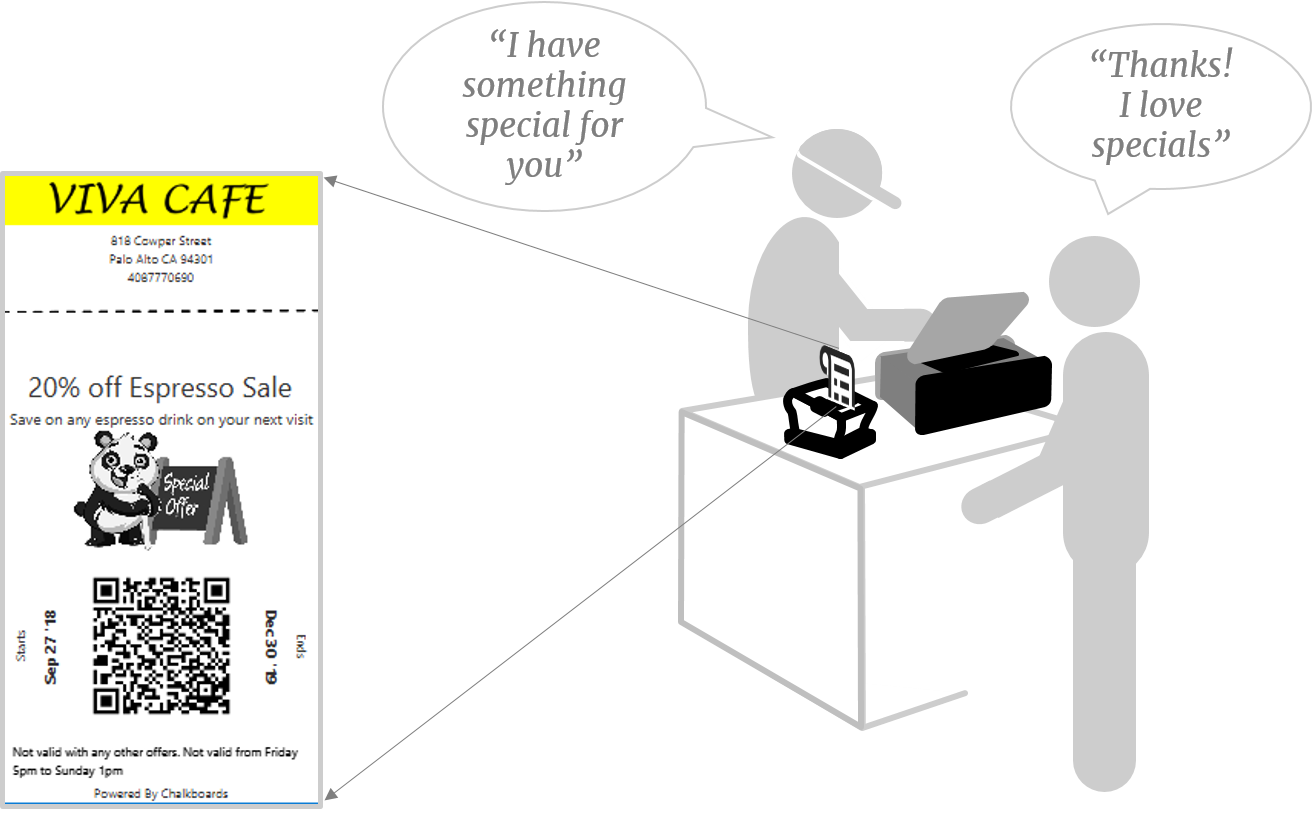 “I have
something
special for
you”
“Thanks!
I love
specials”
VIVA CAFE
818 Cowper Street
Palo Alto CA 94301
4087770690
20% off Espresso Sale
Save on any espresso drink on your next visit
Special
Offer
Starts
Sep 27 '18
Dec30 '19
Ends
Not valid with any other offers. Not valid from Friday
5pm to Sunday 1pm
Powered By Chalkboards